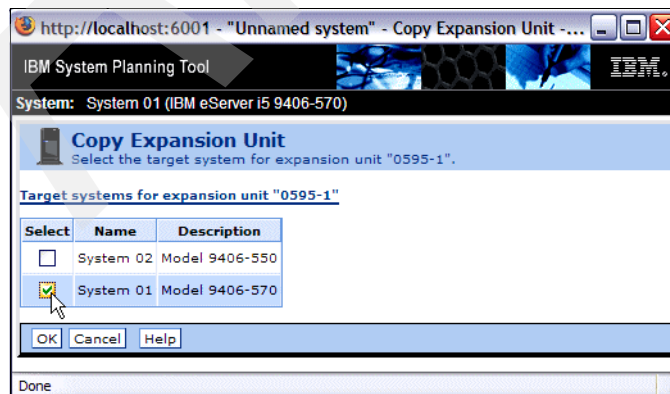 http://localhost:6001 - "Unnamed system" - Copy Expansion Unit -...
IBM System Planning Tool
IBM.
System: System 01 (IBM eServer i5 9406-570)
Copy Expansion Unit
Select the target system for expansion unit "0595-1".
Target systems for expansion unit "0595-1"
Select Name Description
System 02 Model 9406-550
System 01 Model 9406-570
OK Cancel Help
Done